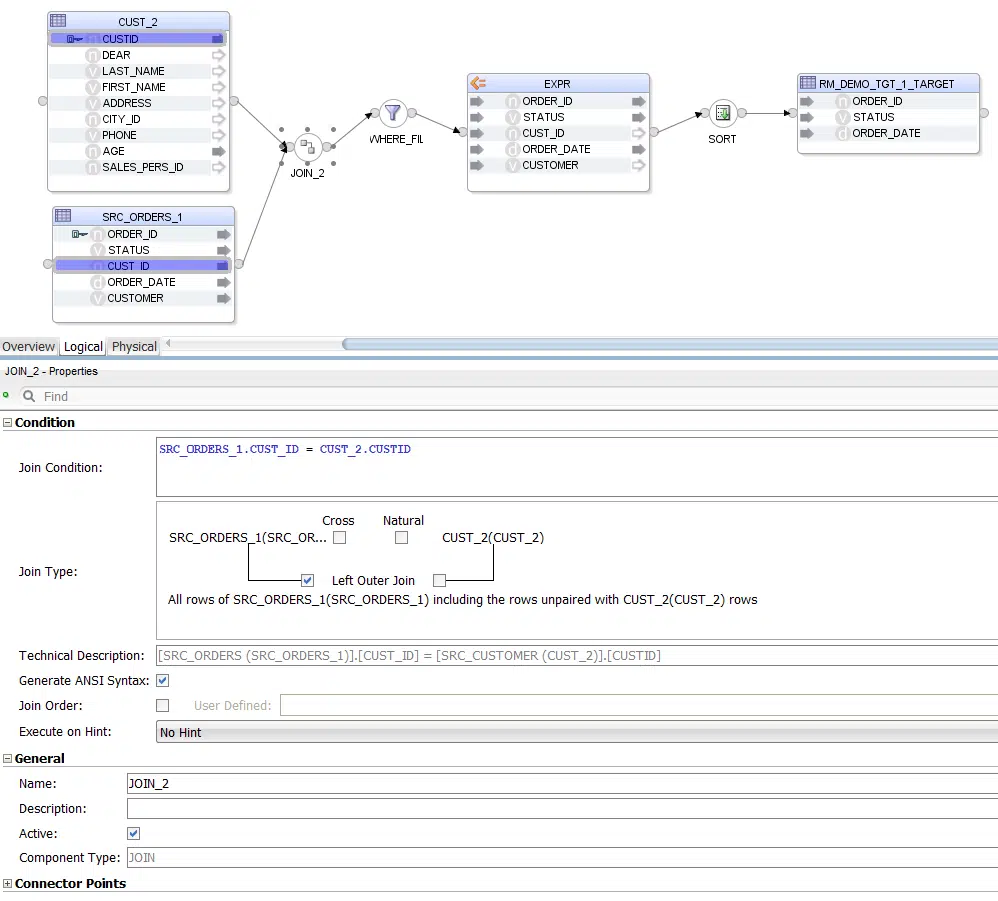 CUST_2
CUSTID
DEAR
LAST_NAME
FIRST_NAME
ADDRESS
CITY_ID
PHONE
AGE
SALES_PERS_ID
SRC_ORDERS_1
ORDER_ID
STATUS
CUST_ID
ORDER_DATE
CUSTOMER
JOIN_2
WHERE_FIL
EXPR
ORDER_ID
STATUS
CUST_ID
ORDER_DATE
CUSTOMER
SORT
RM_DEMO_TGT_1_TARGET
ORDER_ID
STATUS
ORDER_DATE
Overview Logical Physical
JOIN_2 - Properties
Find
Condition
Join Condition: SRC_ORDERS_1.CUST_ID = CUST_2.CUSTID
Join Type:
Cross Natural
SRC_ORDERS_1(SRC_OR... CUST_2(CUST_2)
Left Outer Join
All rows of SRC_ORDERS_1(SRC_ORDERS_1) including the rows unpaired with CUST_2(CUST_2) rows
Technical Description: [SRC_ORDERS (SRC_ORDERS_1)].[CUST_ID] = [SRC_CUSTOMER (CUST_2)].[CUSTID]
Generate ANSI Syntax:
Join Order: User Defined:
Execute on Hint: No Hint
General
Name: JOIN_2
Description:
Active:
Component Type: JOIN
Connector Points